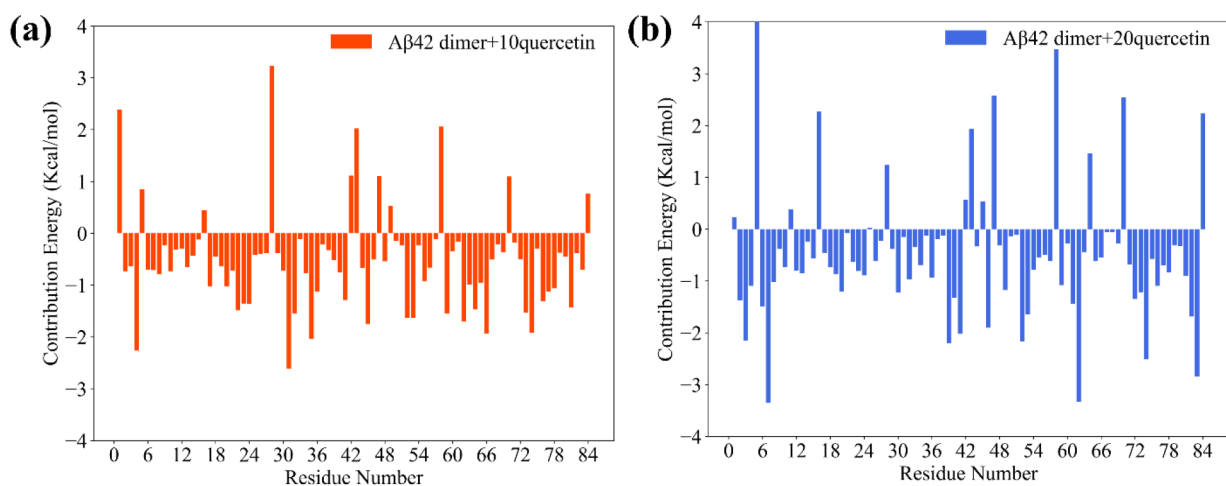 (a)
Aβ42 dimer+10quercetin
Contribution Energy (Kcal/mol)
4
3
2
1
0
−1
−2
−3
−4
0 6 12 18 24 30 36 42 48 54 60 66 72 78 84
Residue Number
(b)
Aβ42 dimer+20quercetin
Contribution Energy (Kcal/mol)
4
3
2
1
0
−1
−2
−3
−4
0 6 12 18 24 30 36 42 48 54 60 66 72 78 84
Residue Number